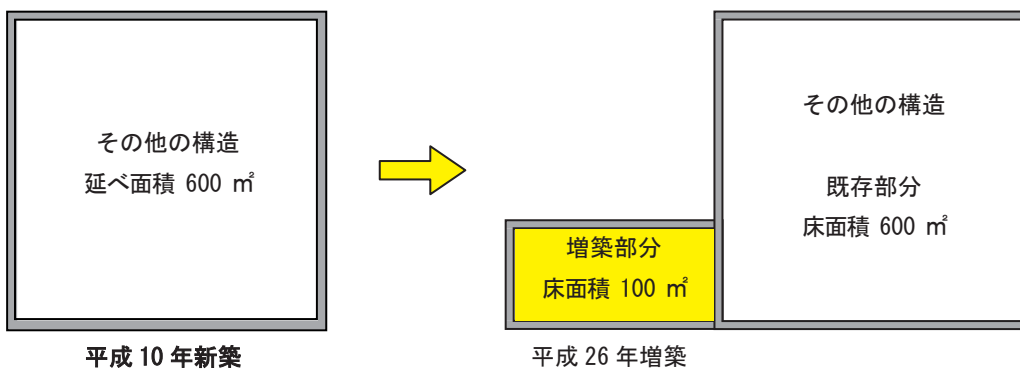 その他の構造
延べ面積 600 ㎡
平成 10 年新築
その他の構造
既存部分
床面積 600 ㎡
増築部分
床面積 100 ㎡
平成 26 年増築